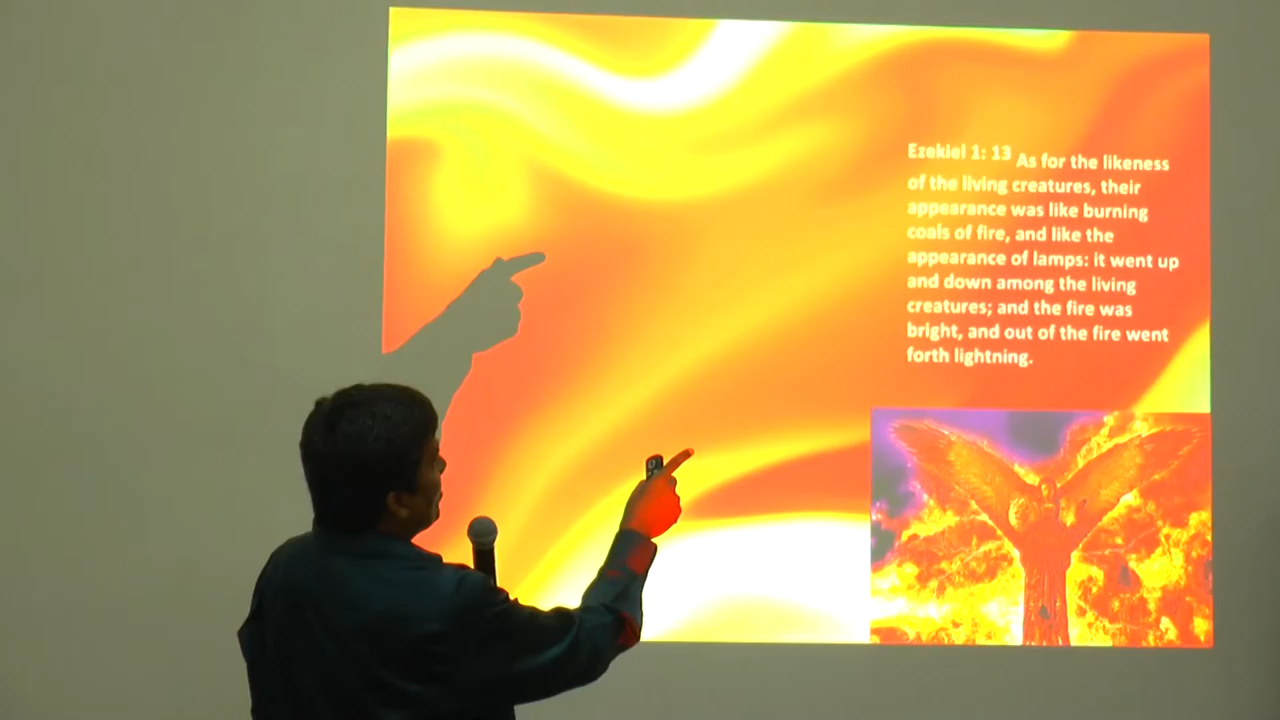 Ezekiel 1: 13 As for the likeness
of the living creatures, their
appearance was like burning
coals of fire, and like the
appearance of lamps: it went up
and down among the living
creatures; and the fire was
bright, and out of the fire went
forth lightning.